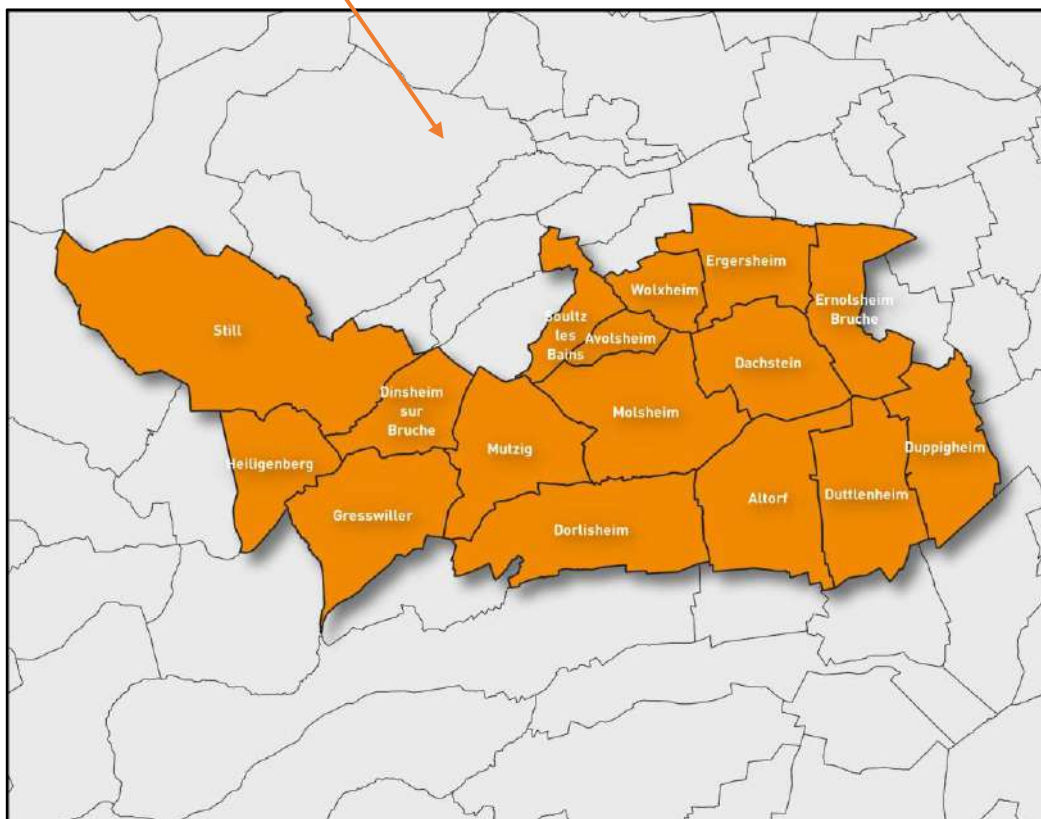 Ergersheim
Wolxheim
Ernolsheim
Bruche
Soultz
les
Bains
Avolsheim
Still
Dachstein
Dinsheim
sur
Bruche
Molsheim
Mutzig
Duppigheim
Heiligenberg
Altorf
Duttlenheim
Gresswiller
Dorlisheim